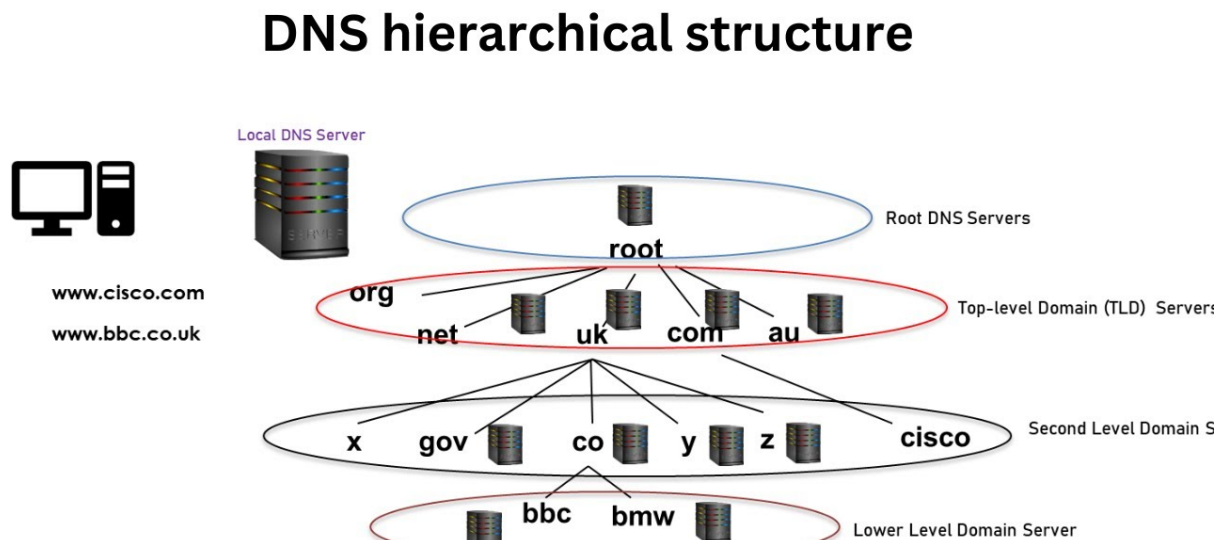 DNS hierarchical structure
Local DNS Server
SERVER
Root DNS Servers
root
www.cisco.com
www.bbc.co.uk
org
net
uk
com
au
Top-level Domain (TLD) Servers
x
gov
co
y
z
cisco
Second Level Domain S
bbc
bmw
Lower Level Domain Server